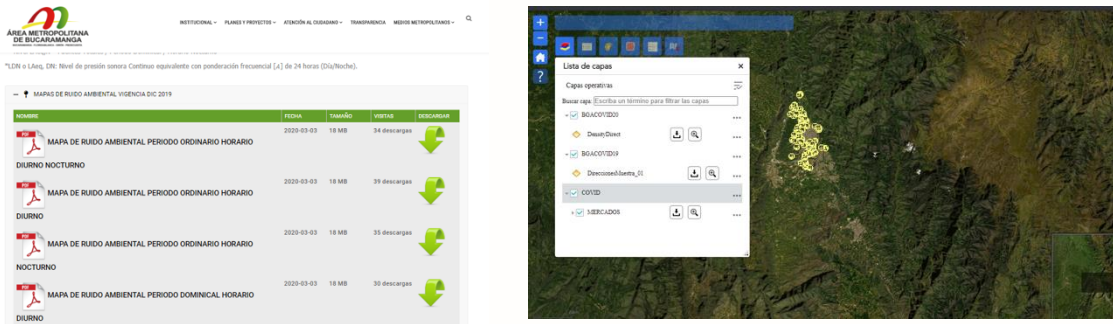 ÁREA METROPOLITANA
DE BUCARAMANGA
INSTITUCIONAL PLANES Y PROYECTOS ATENCIÓN AL CIUDADANO TRANSPARENCIA MEDIOS METROPOLITANOS
*LDN o LAeq, DN: Nivel de presión sonora Continuo equivalente con ponderación frecuencial [A] de 24 horas (Día/Noche).
MAPAS DE RUIDO AMBIENTAL VIGENCIA DIC 2019
NOMBRE FECHA TAMAÑO VISITAS DESCARGAR
PDF MAPA DE RUIDO AMBIENTAL PERIODO ORDINARIO HORARIO 2020-03-03 18 MB 34 descargas
DIURNO NOCTURNO
PDF MAPA DE RUIDO AMBIENTAL PERIODO ORDINARIO HORARIO 2020-03-03 18 MB 39 descargas
DIURNO
PDF MAPA DE RUIDO AMBIENTAL PERIODO ORDINARIO HORARIO 2020-03-03 18 MB 35 descargas
NOCTURNO
PDF MAPA DE RUIDO AMBIENTAL PERIODO DOMINICAL HORARIO 2020-03-03 18 MB 30 descargas
DIURNO
Lista de capas
Capas operativas
Buscar capa: Escriba un término para filtrar las capas
BGACOVID20
DensityDirect
BGACOVID19
DireccionesMuestra_01
COVID
MERCADOS